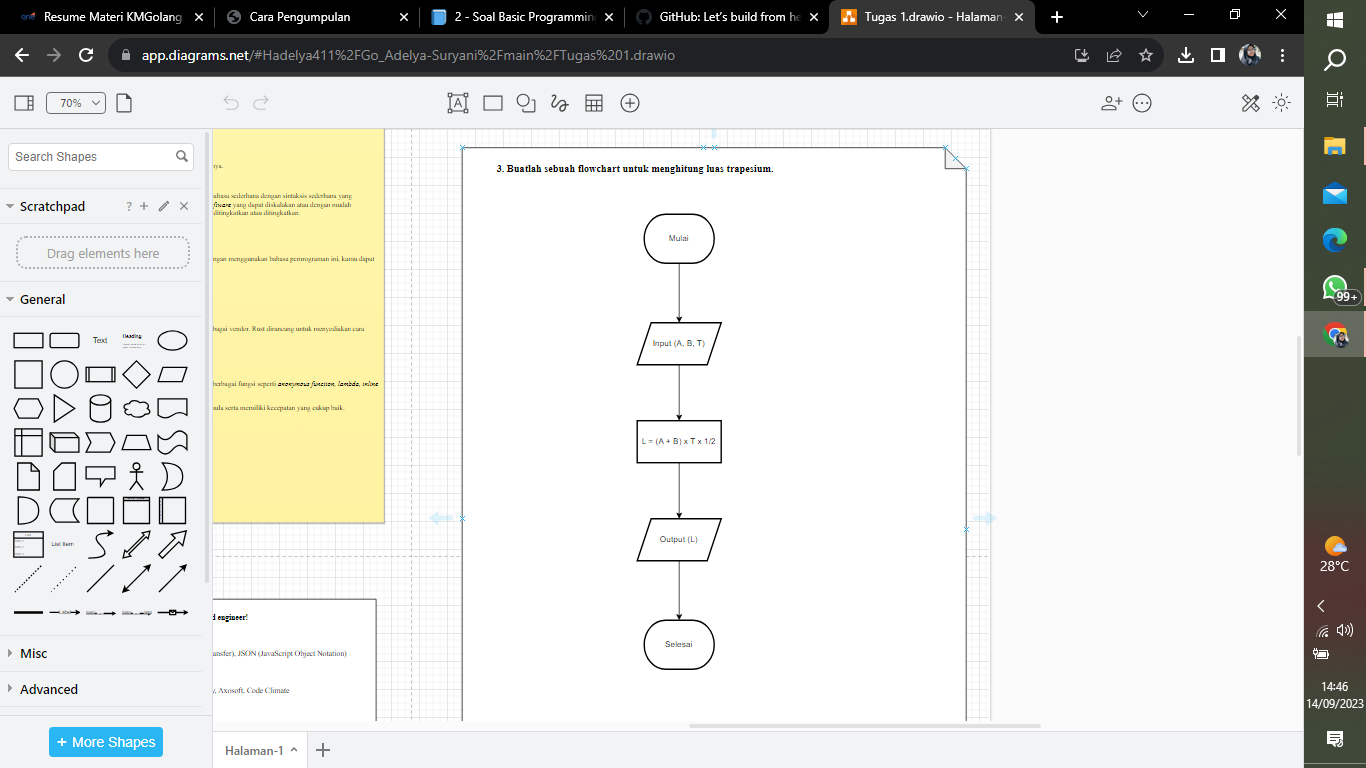 Resume Materi KMGolang
Cara Pengumpulan
2 - Soal Basic Programmin
GitHub: Let's build from he
Tugas 1.drawio - Halaman-
app.diagrams.net/#Hadelya411%2FGo_Adelya-Suryani%2Fmain%2FTugas%201.drawio
70%
Search Shapes
Scratchpad
Drag elements here
General
Text
Heading
List Item
Label
Misc
Advanced
+ More Shapes
nya.
ahasa sederhana dengan sintaksis sederhana yang
ftware yang dapat diskalakan atau dengan mudah
ditingkatkan atau ditingkatkan.
ngan menggunakan bahasa pemrograman ini, kamu dapat
bagai vendor. Rust dirancang untuk menyediakan cara
berbagai fungsi seperti anonymous function, lambda, inline
mula serta memiliki kecepatan yang cukup baik.
d engineer!
ansfer), JSON (JavaScript Object Notation)
y, Axosoft, Code Climate
3. Buatlah sebuah flowchart untuk menghitung luas trapesium.
Mulai
Input (A, B, T)
L = (A + B) x T x 1/2
Output (L)
Selesai
Halaman-1
99+
28°C
14:46
14/09/2023